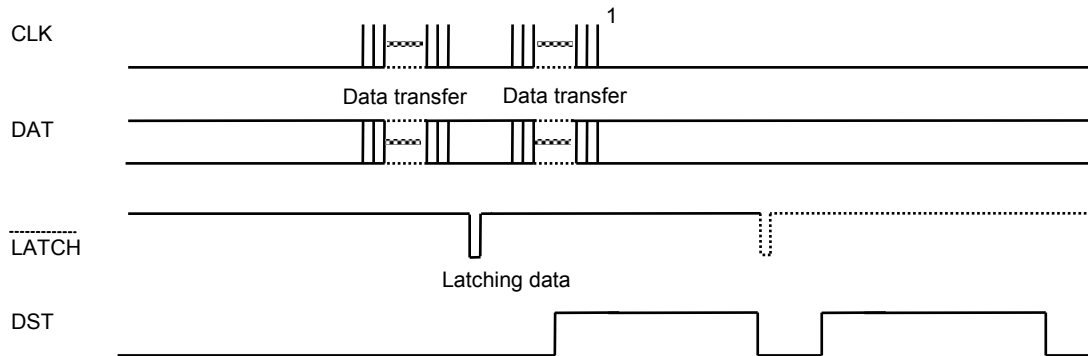 1
CLK
Data transfer Data transfer
DAT
LATCH
Latching data
DST